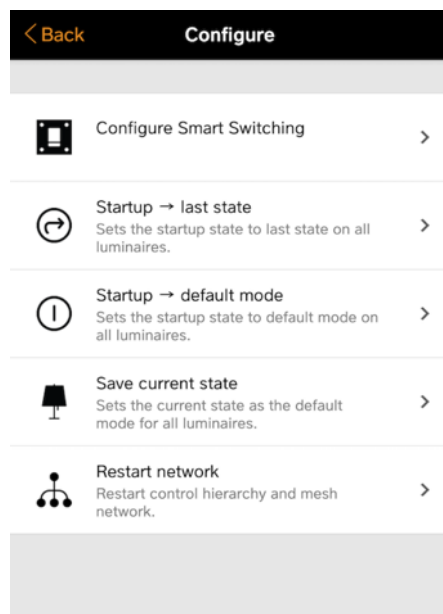 Back
Configure
Configure Smart Switching
Startup → last state
Sets the startup state to last state on all
luminaires.
Startup → default mode
Sets the startup state to default mode on
all luminaires.
Save current state
Sets the current state as the default
mode for all luminaires.
Restart network
Restart control hierarchy and mesh
network.